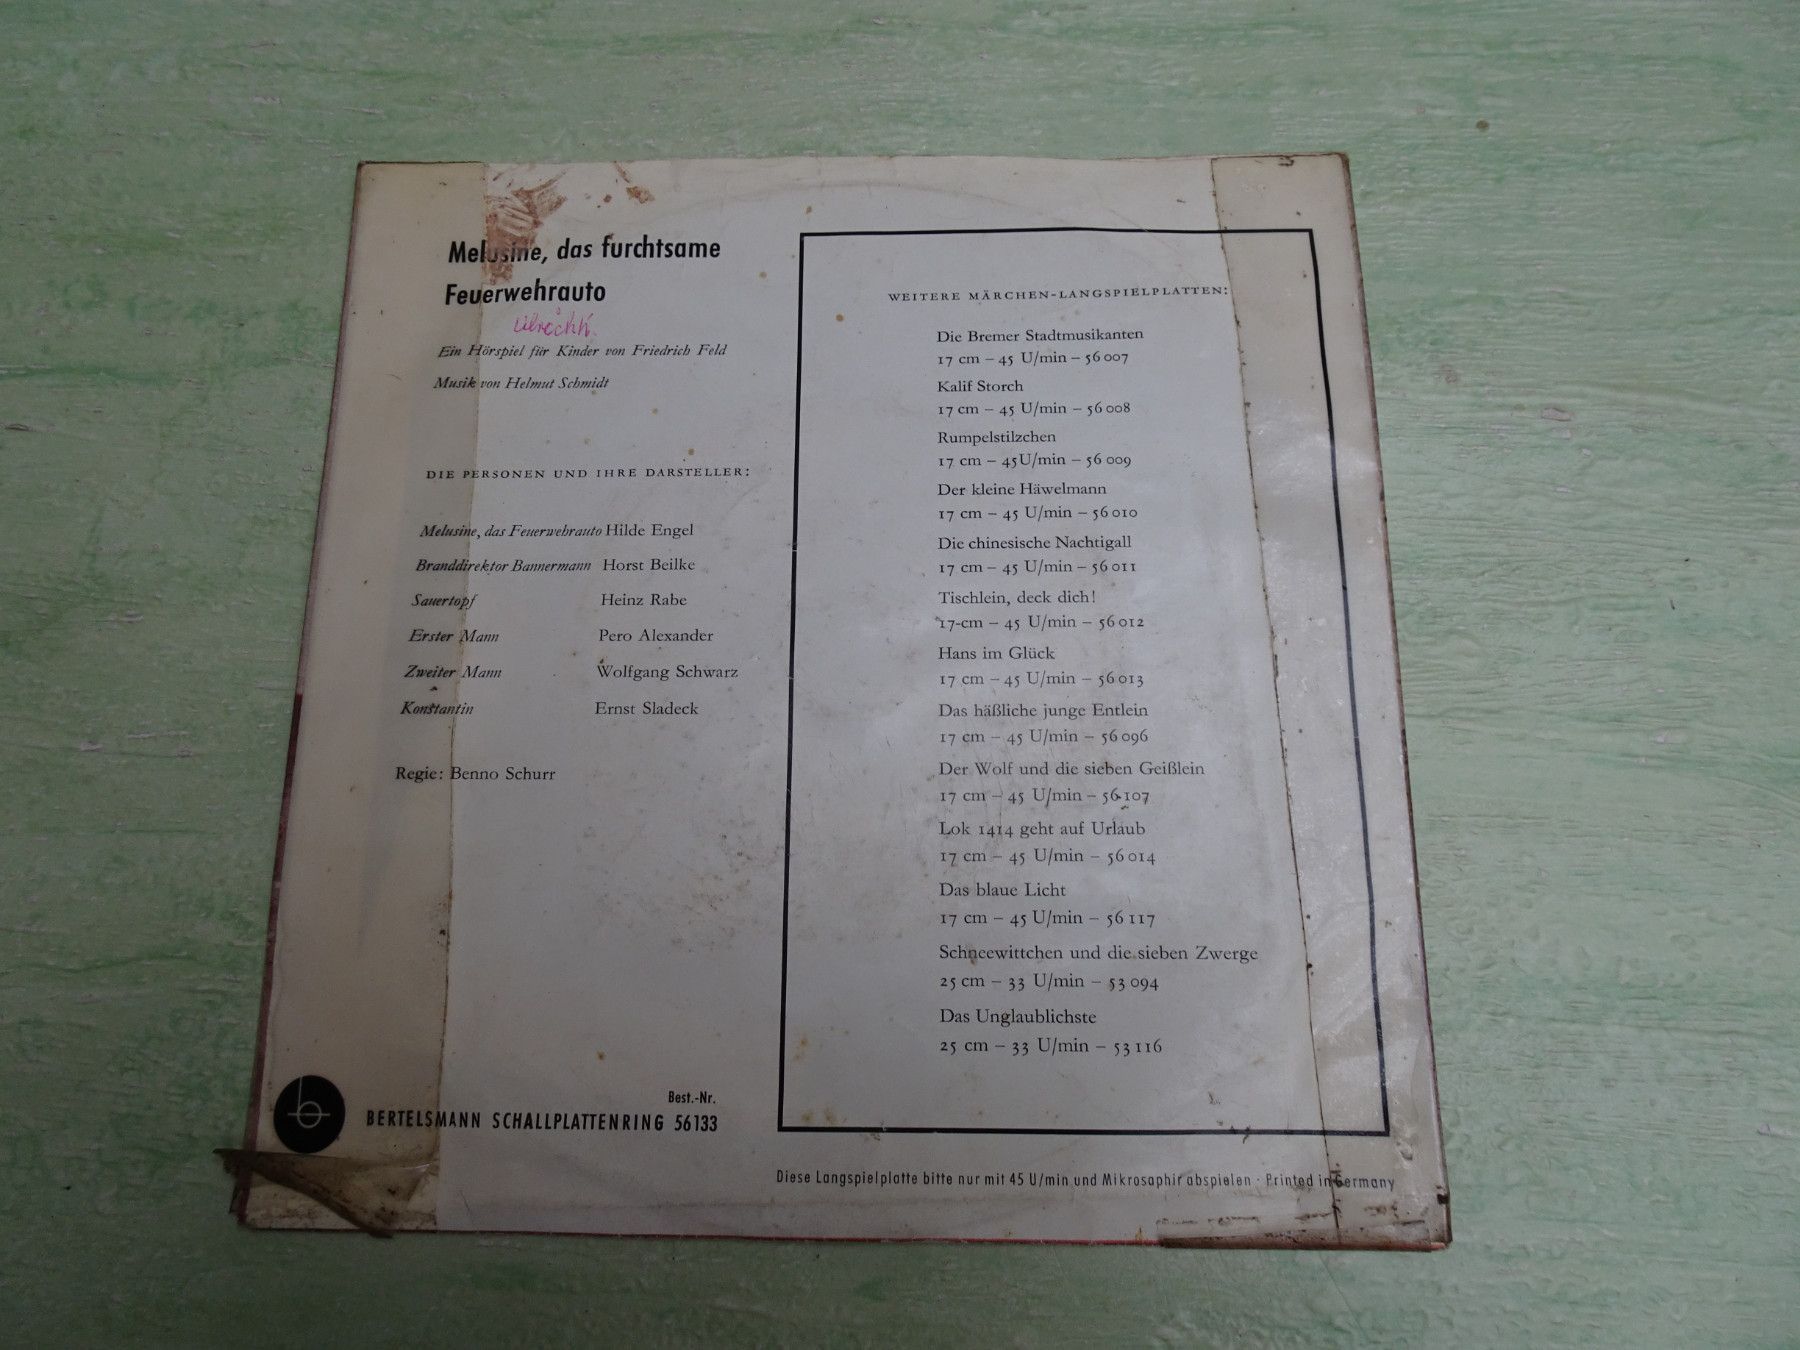 Melusine, das furchtsame
Feuerwehrauto
Ein Hörspiel für Kinder von Friedrich Feld
Musik von Helmut Schmidt
DIE PERSONEN UND IHRE DARSTELLER:
Melusine, das Feuerwehrauto Hilde Engel
Branddirektor Bannermann Horst Beilke
Sauertopf Heinz Rabe
Erster Mann Pero Alexander
Zweiter Mann Wolfgang Schwarz
Konstantin Ernst Sladeck
Regie: Benno Schurr
Best.-Nr.
b
BERTELSMANN SCHALLPLATTENRING 56133
WEITERE MÄRCHEN-LANGSPIELPLATTEN:
Die Bremer Stadtmusikanten
17 cm – 45 U/min – 56 007
Kalif Storch
17 cm – 45 U/min – 56 008
Rumpelstilzchen
17 cm – 45 U/min – 56 009
Der kleine Häwelmann
17 cm – 45 U/min – 56 010
Die chinesische Nachtigall
17 cm – 45 U/min – 56 011
Tischlein, deck dich!
17-cm – 45 U/min – 56 012
Hans im Glück
17 cm – 45 U/min – 56 013
Das häßliche junge Entlein
17 cm – 45 U/min – 56 096
Der Wolf und die sieben Geißlein
17 cm – 45 U/min – 56 107
Lok 1414 geht auf Urlaub
17 cm – 45 U/min – 56 014
Das blaue Licht
17 cm – 45 U/min – 56 117
Schneewittchen und die sieben Zwerge
25 cm – 33 U/min – 53 094
Das Unglaublichste
25 cm – 33 U/min – 53 116
Diese Langspielplatte bitte nur mit 45 U/min und Mikrosaphir abspielen · Printed in Germany